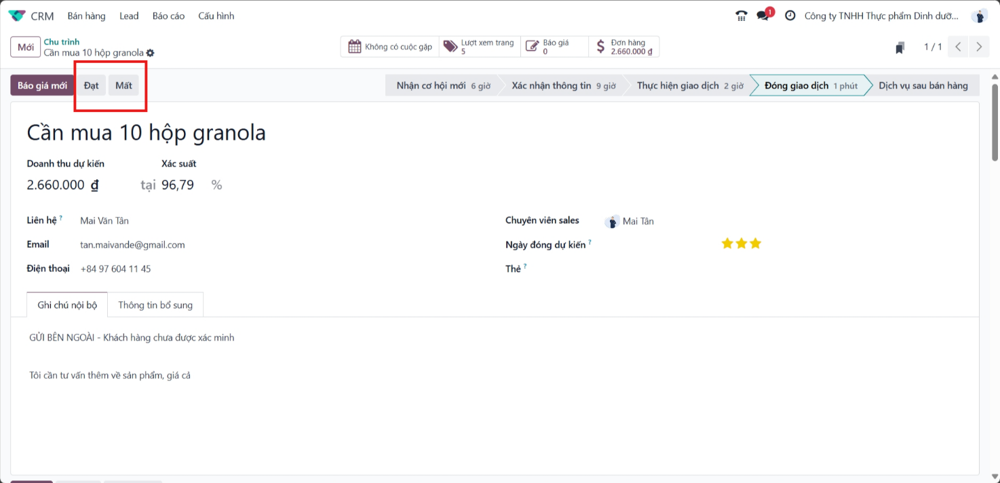 CRM Bán hàng Lead Báo cáo Cấu hình 1 Công ty TNHH Thực phẩm Dinh dưỡ...
Mới
Chu trình
Cần mua 10 hộp granola
Không có cuộc gặp
Lượt xem trang
5
Báo giá
0
$
Đơn hàng
2.660.000 ₫
1 / 1
Báo giá mới Đạt Mất
Nhận cơ hội mới 6 giờ Xác nhận thông tin 9 giờ Thực hiện giao dịch 2 giờ Đóng giao dịch 1 phút Dịch vụ sau bán hàng
Cần mua 10 hộp granola
Doanh thu dự kiến Xác suất
2.660.000 ₫ tại 96,79 %
Liên hệ ? Mai Văn Tân
Email tan.maivande@gmail.com
Điện thoại +84 97 604 11 45
Chuyên viên sales Mai Tân
Ngày đóng dự kiến ?
Thẻ ?
Ghi chú nội bộ Thông tin bổ sung
GỬI BÊN NGOÀI - Khách hàng chưa được xác minh
Tôi cần tư vấn thêm về sản phẩm, giá cả